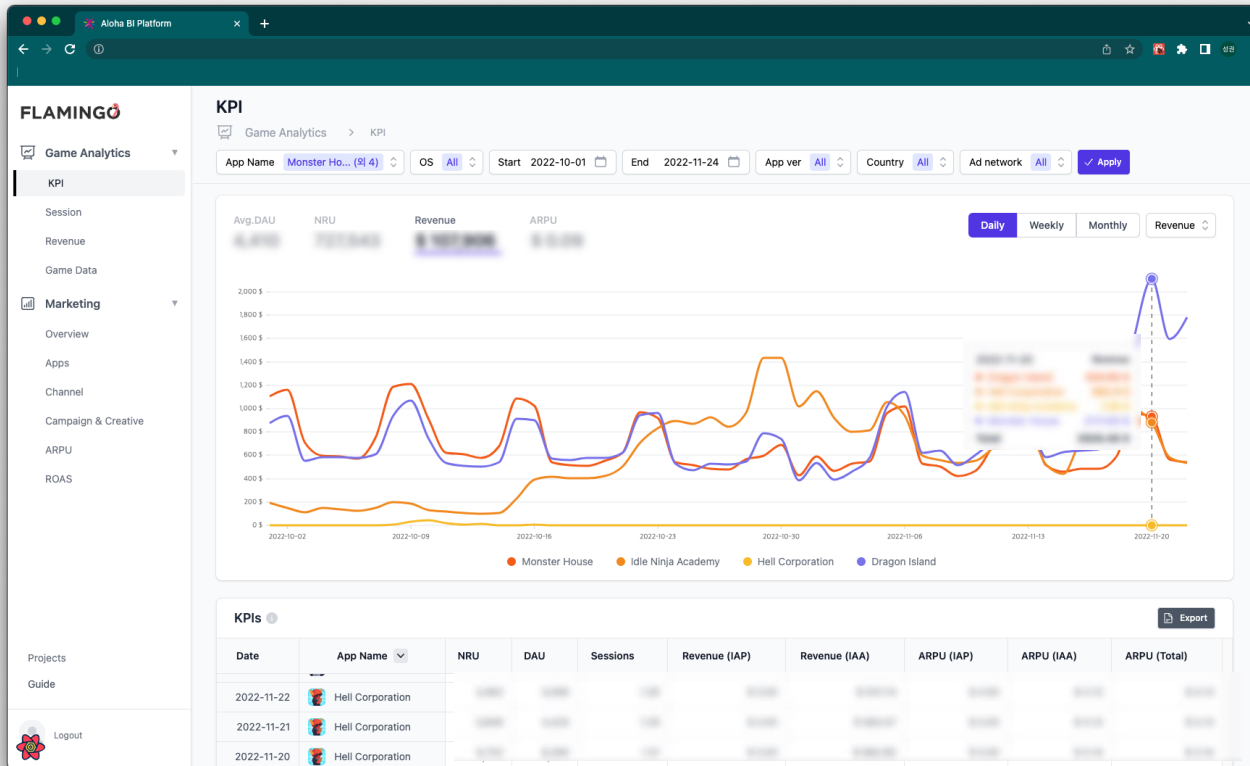 Aloha BI Platform
성권
FLAMINGO
Game Analytics
KPI
Session
Revenue
Game Data
Marketing
Overview
Apps
Channel
Campaign & Creative
ARPU
ROAS
Projects
Guide
Logout
KPI
Game Analytics > KPI
App Name Monster Ho... (외 4) OS All Start 2022-10-01 End 2022-11-24 App ver All Country All Ad network All Apply
Avg.DAU NRU Revenue ARPU
Daily Weekly Monthly Revenue
2,000 $
1,800 $
1,600 $
1,400 $
1,200 $
1,000 $
800 $
600 $
400 $
200 $
0 $
2022-10-02 2022-10-09 2022-10-16 2022-10-23 2022-10-30 2022-11-06 2022-11-13 2022-11-20
Monster House Idle Ninja Academy Hell Corporation Dragon Island
KPIs
Export
Date App Name NRU DAU Sessions Revenue (IAP) Revenue (IAA) ARPU (IAP) ARPU (IAA) ARPU (Total)
2022-11-22 Hell Corporation
2022-11-21 Hell Corporation
2022-11-20 Hell Corporation